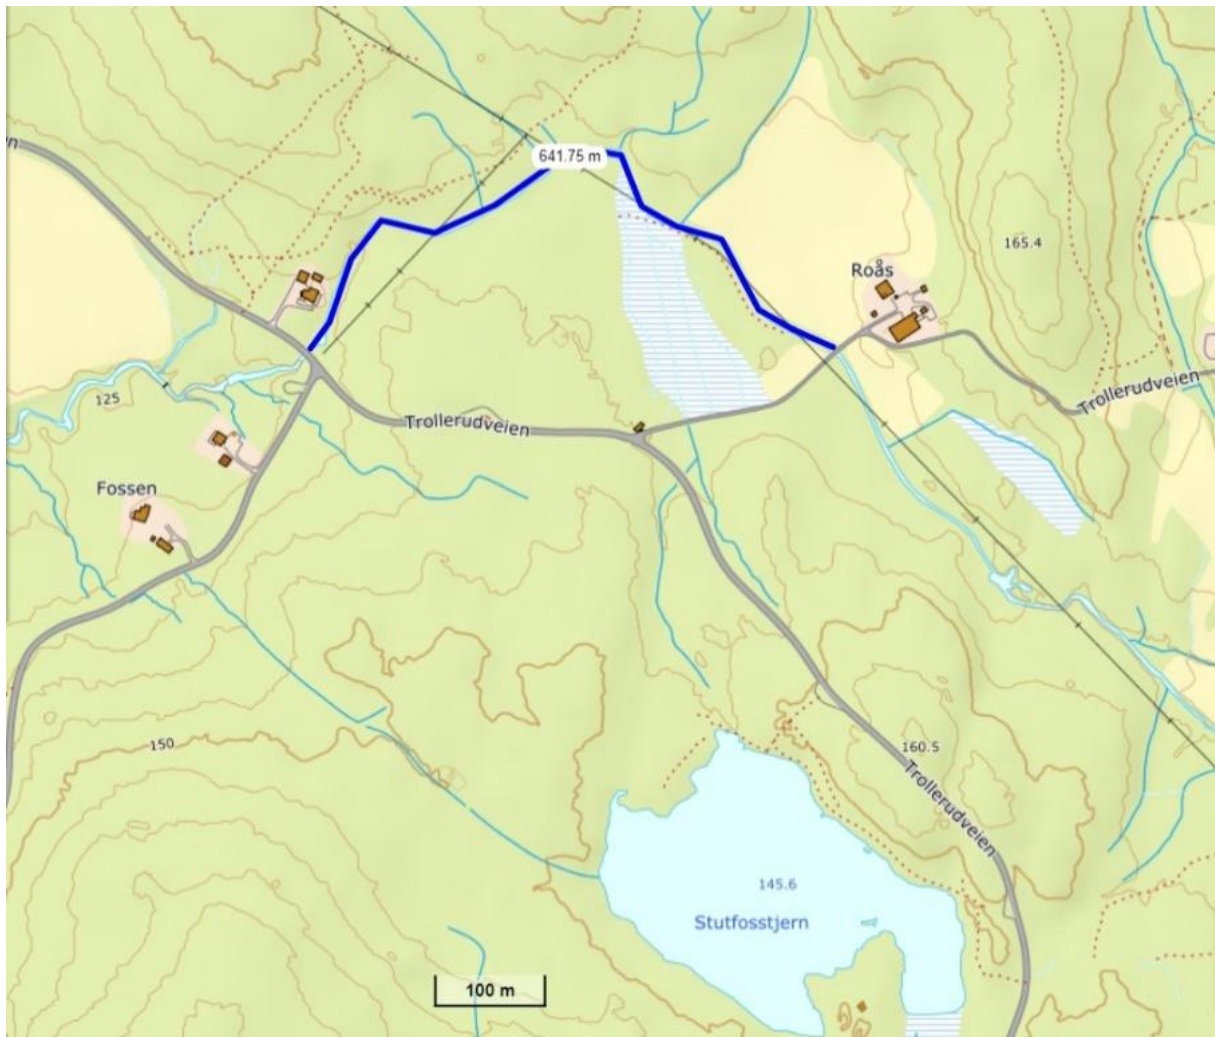 641.75 m
165.4
Roås
Trollerudveien
125
Trollerudveien
Fossen
150
160.5
Trollerudveien
145.6
Stutfosstjern
100 m